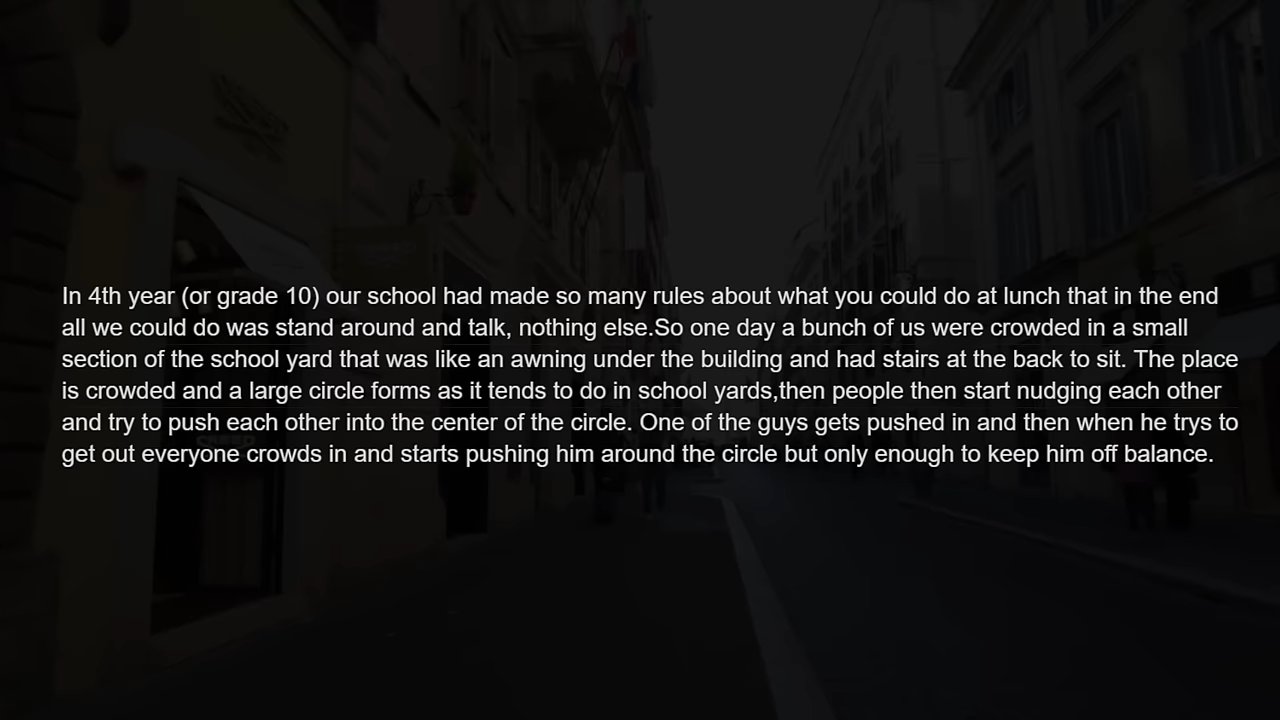 In 4th year (or grade 10) our school had made so many rules about what you could do at lunch that in the end
all we could do was stand around and talk, nothing else.So one day a bunch of us were crowded in a small
section of the school yard that was like an awning under the building and had stairs at the back to sit. The place
is crowded and a large circle forms as it tends to do in school yards,then people then start nudging each other
and try to push each other into the center of the circle. One of the guys gets pushed in and then when he trys to
get out everyone crowds in and starts pushing him around the circle but only enough to keep him off balance.